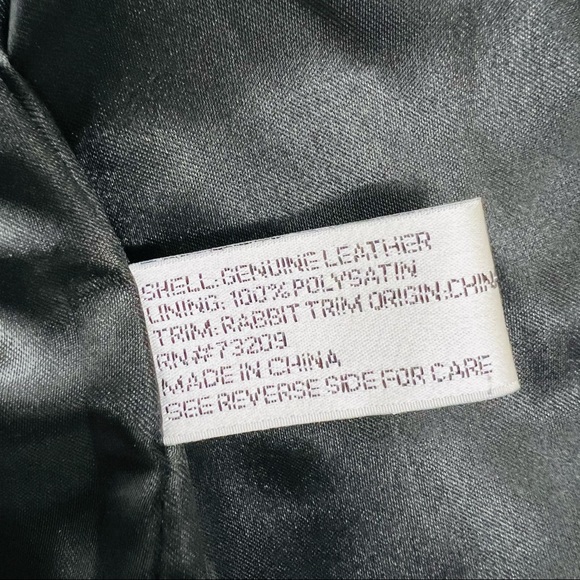 SHELL: GENUINE LEATHER
LINING: 100% POLYSATIN
TRIM: RABBIT TRIM ORIGIN:CHINA
RN# 73209
MADE IN CHINA
SEE REVERSE SIDE FOR CARE